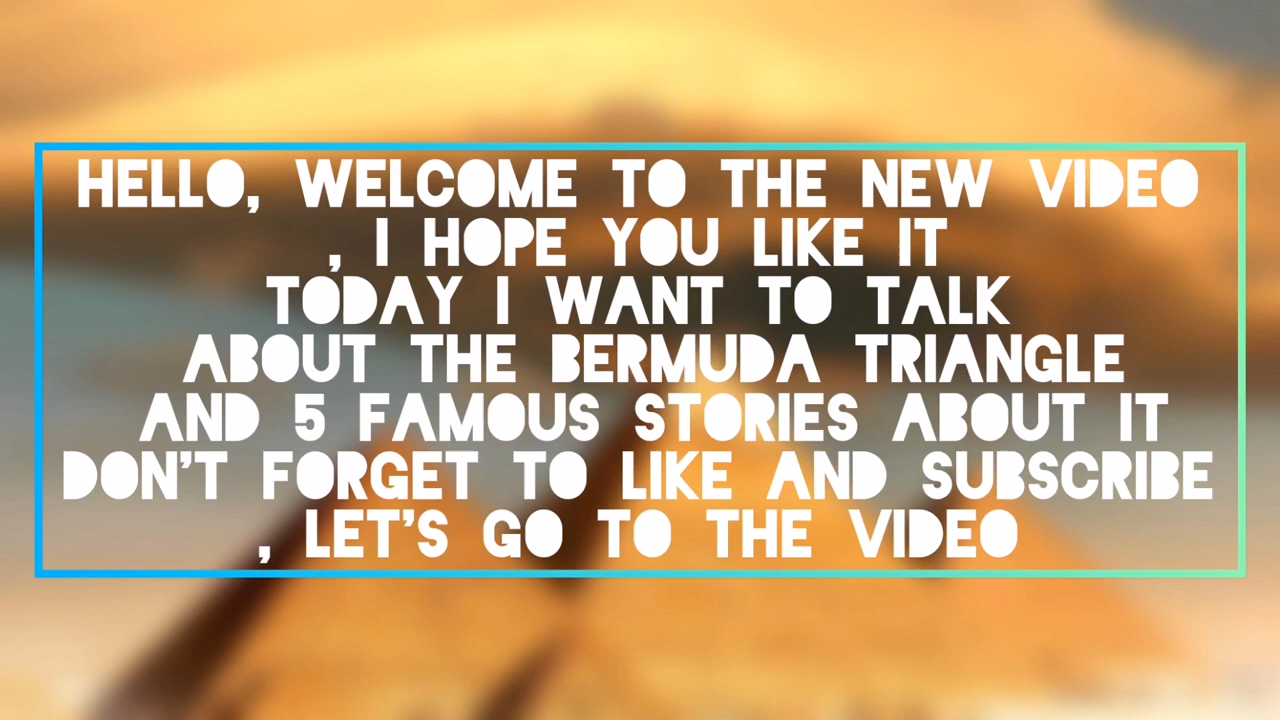 HELLO, WELCOME TO THE NEW VIDEO
, I HOPE YOU LIKE IT
TODAY I WANT TO TALK
ABOUT THE BERMUDA TRIANGLE
AND 5 FAMOUS STORIES ABOUT IT
DON'T FORGET TO LIKE AND SUBSCRIBE
, LET'S GO TO THE VIDEO